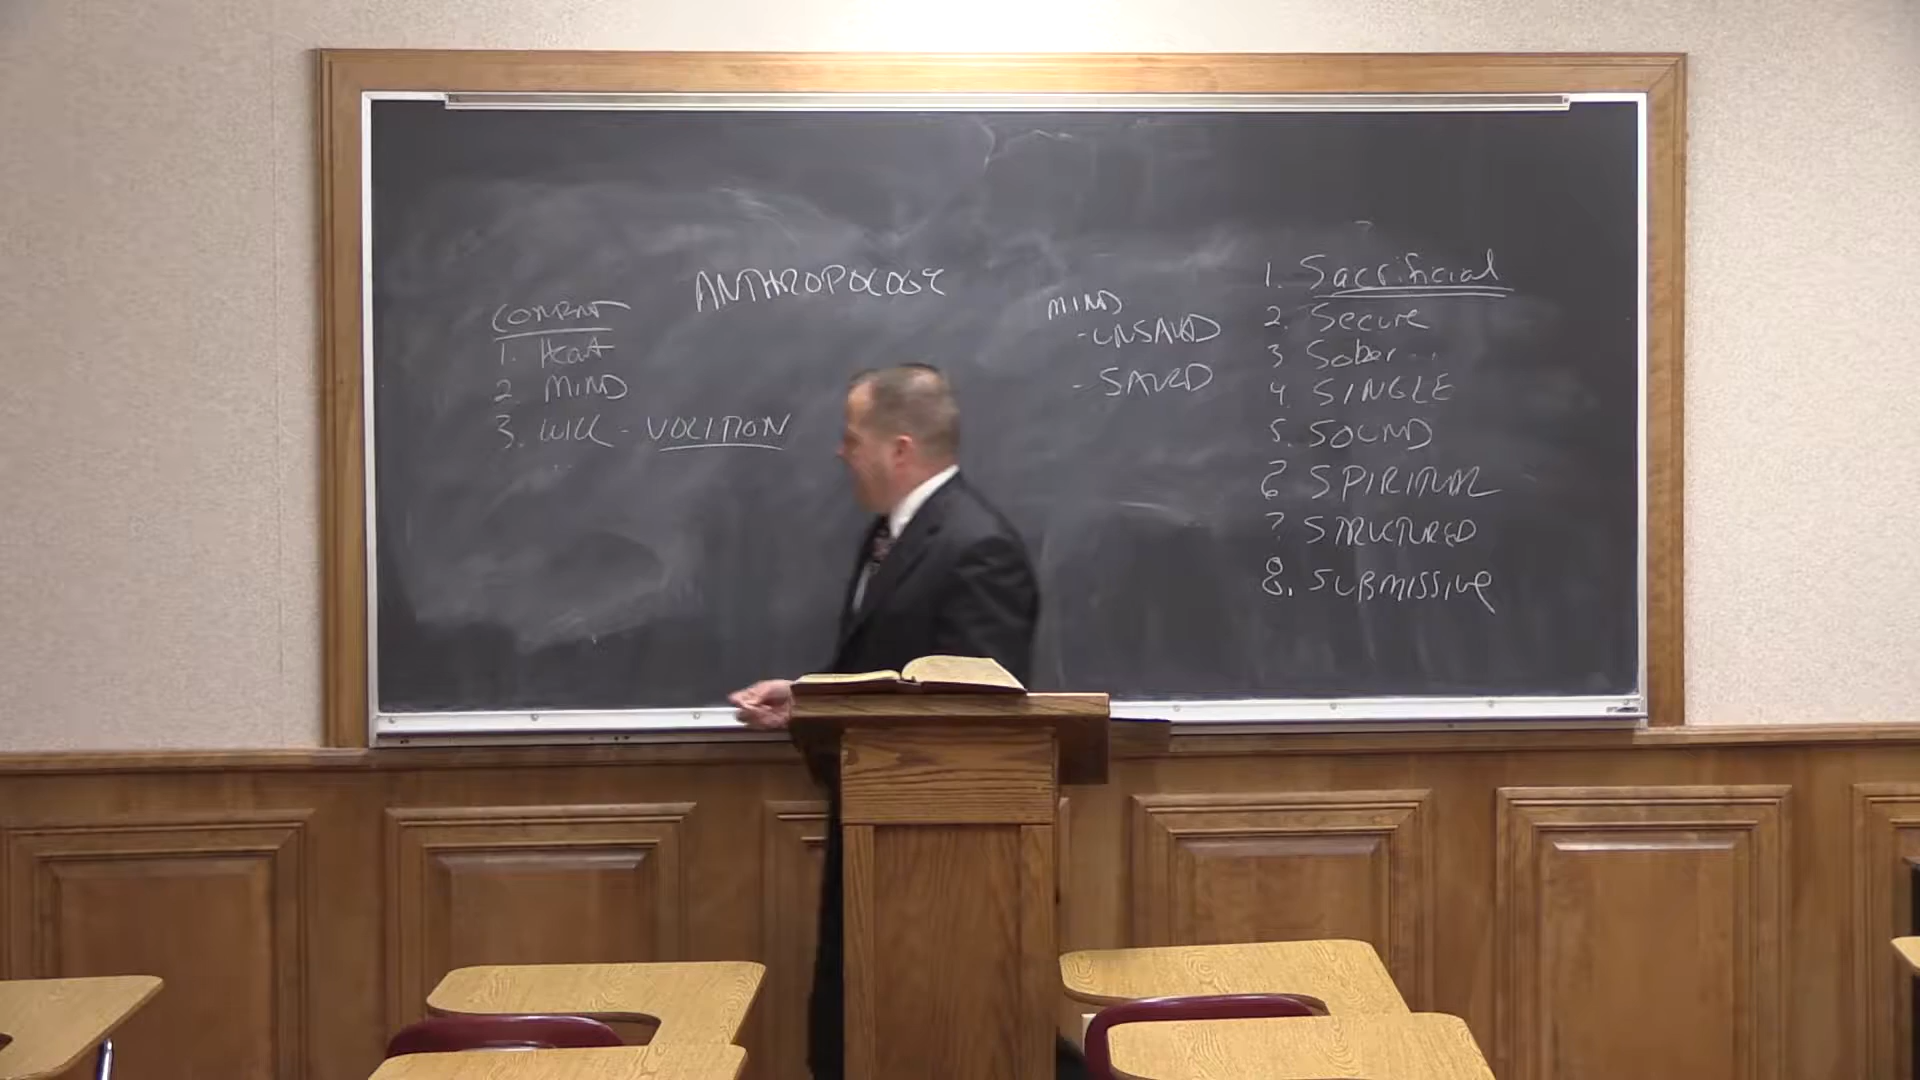 ANTHROPOLOGY
CONTENT
1. Heart
2. MIND
3. WILL - VOLITION
MIND
- UNSAVED
- SAVED
1. Sacrificial
2. Secure
3 Sober
4. SINGLE
5. SOUND
6 SPIRITUAL
7 STRUCTURED
8. SUBMISSIVE